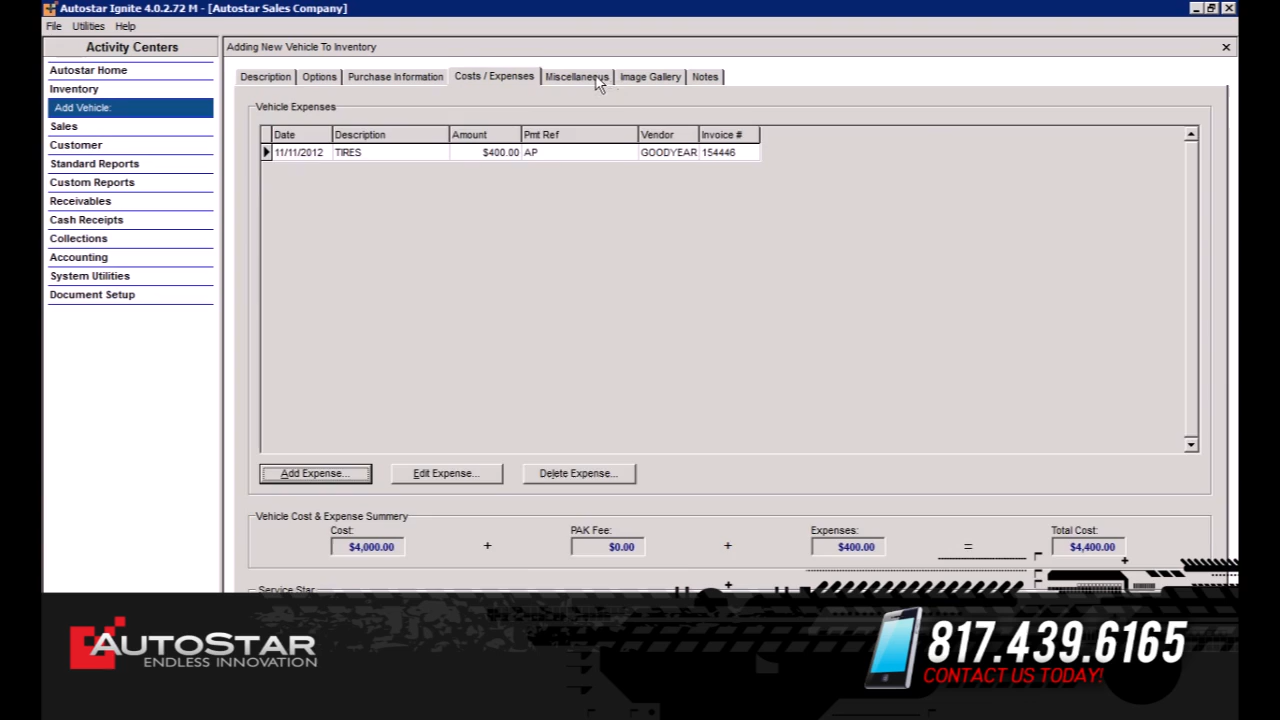 Autostar Ignite 4.0.2.72 M - [Autostar Sales Company]
File Utilities Help
Activity Centers
Autostar Home
Inventory
Add Vehicle:
Sales
Customer
Standard Reports
Custom Reports
Receivables
Cash Receipts
Collections
Accounting
System Utilities
Document Setup
Adding New Vehicle To Inventory
Description Options Purchase Information Costs / Expenses Miscellaneous Image Gallery Notes
Vehicle Expenses
Date Description Amount Pmt Ref Vendor Invoice #
11/11/2012 TIRES $400.00 AP GOODYEAR 154446
Add Expense... Edit Expense... Delete Expense...
Vehicle Cost & Expense Summery
Cost: PAK Fee: Expenses: Total Cost:
$4,000.00 + $0.00 + $400.00 = $4,400.00
Service Star
AUTOSTAR
ENDLESS INNOVATION
817.439.6165
CONTACT US TODAY!